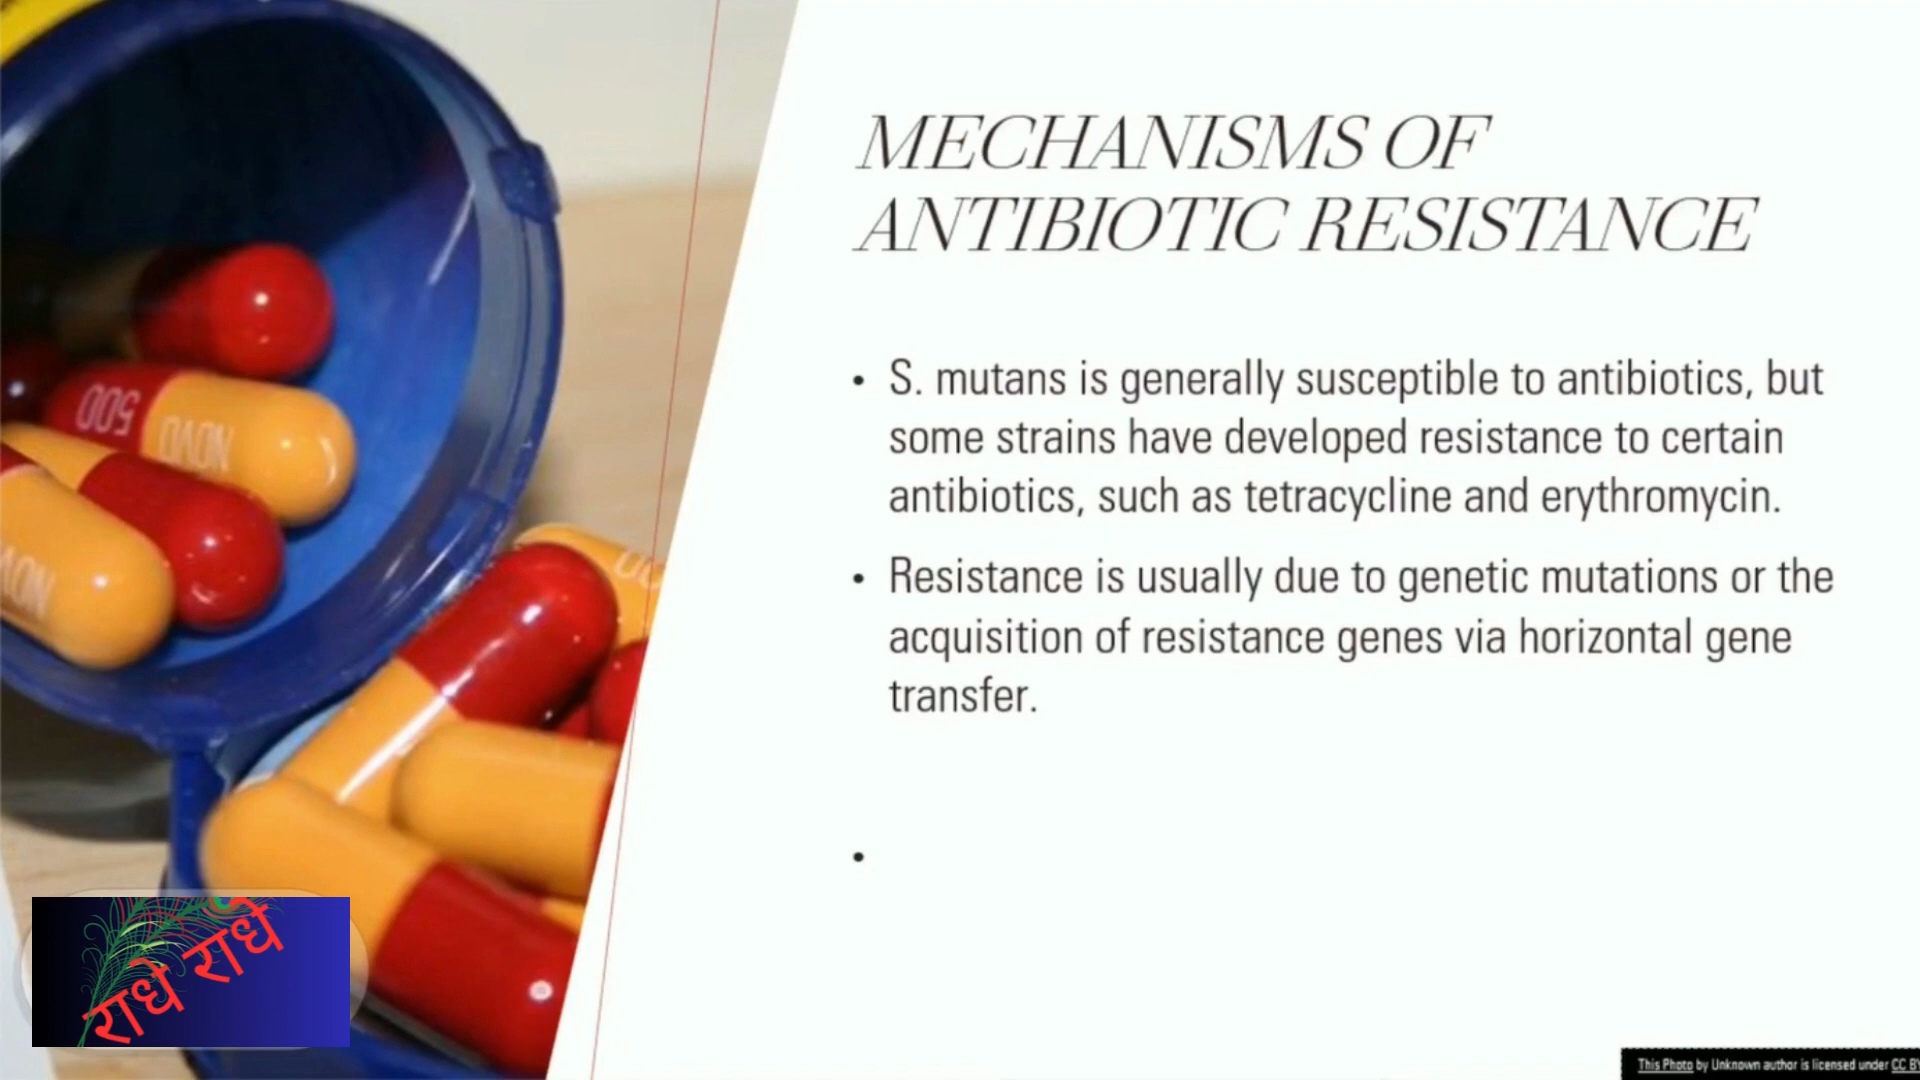 MECHANISMS OF
ANTIBIOTIC RESISTANCE
• S. mutans is generally susceptible to antibiotics, but
some strains have developed resistance to certain
antibiotics, such as tetracycline and erythromycin.
• Resistance is usually due to genetic mutations or the
acquisition of resistance genes via horizontal gene
transfer.
•
500
NOVO
NOVO
राधे राधे
This Photo by Unknown author is licensed under CC BY